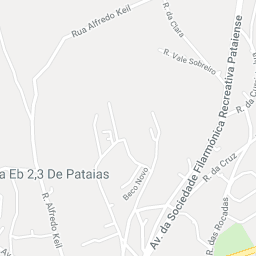 Rua Alfredo Keil
R. da Clara
R. Vale Sobreiro
Av. da Sociedade Filarmónica Recreativa Pataiense
R. da Cruz
a Eb 2,3 De Pataias
Beco Novo
R. Alfredo Keil
R. das Rocadas